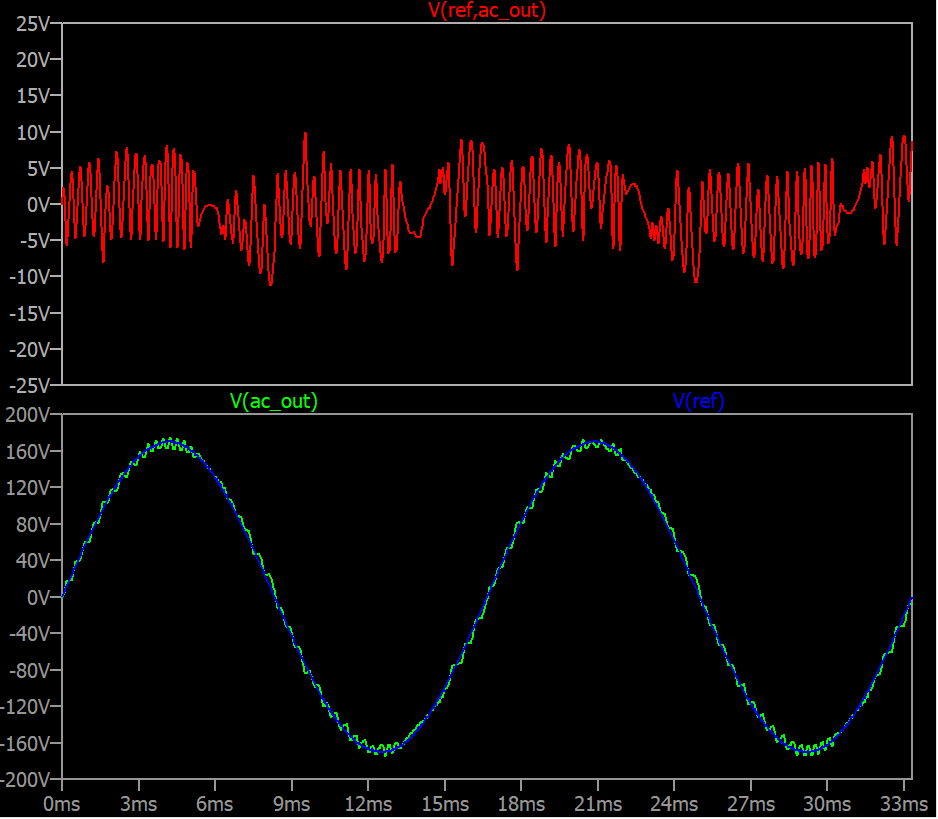 V(ref,ac_out)
25V
20V
15V
10V
5V
0V
-5V
-10V
-15V
-20V
-25V
V(ac_out) V(ref)
200V
160V
120V
80V
40V
0V
-40V
-80V
-120V
-160V
-200V
0ms 3ms 6ms 9ms 12ms 15ms 18ms 21ms 24ms 27ms 30ms 33ms